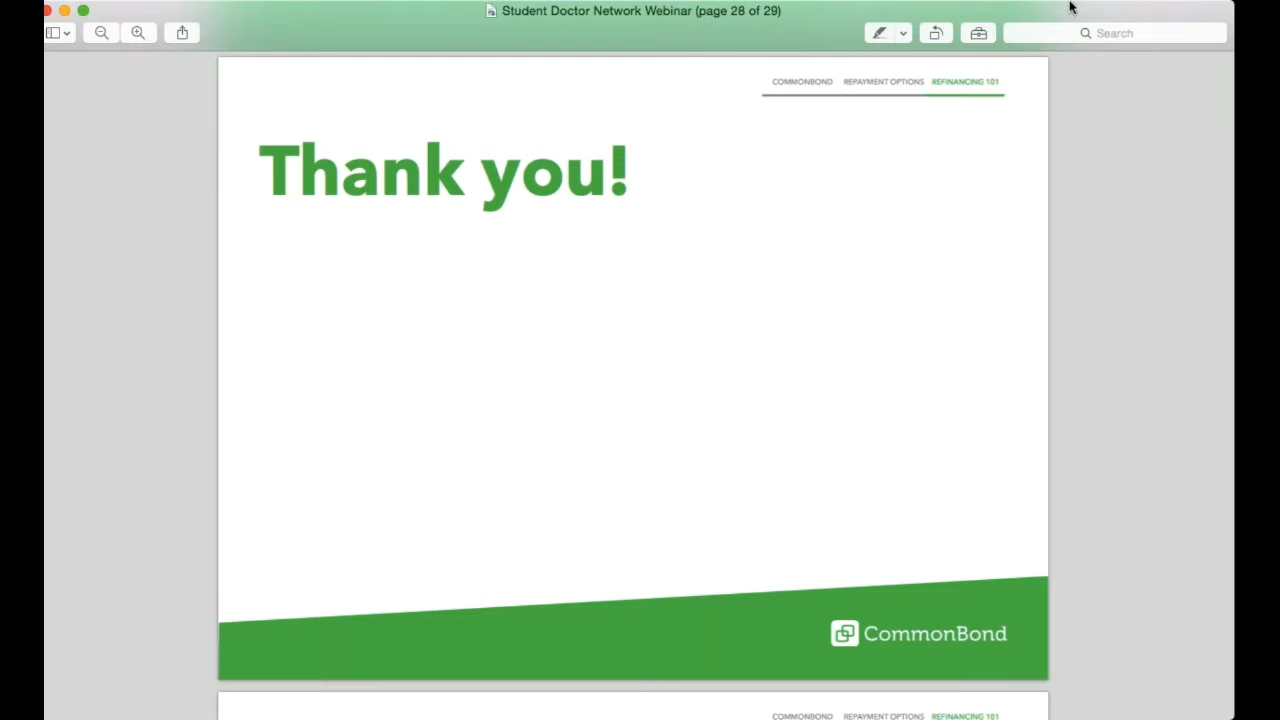 Student Doctor Network Webinar (page 28 of 29)
Search
COMMONBOND REPAYMENT OPTIONS REFINANCING 101
Thank you!
CommonBond
COMMONBOND REPAYMENT OPTIONS REFINANCING 101